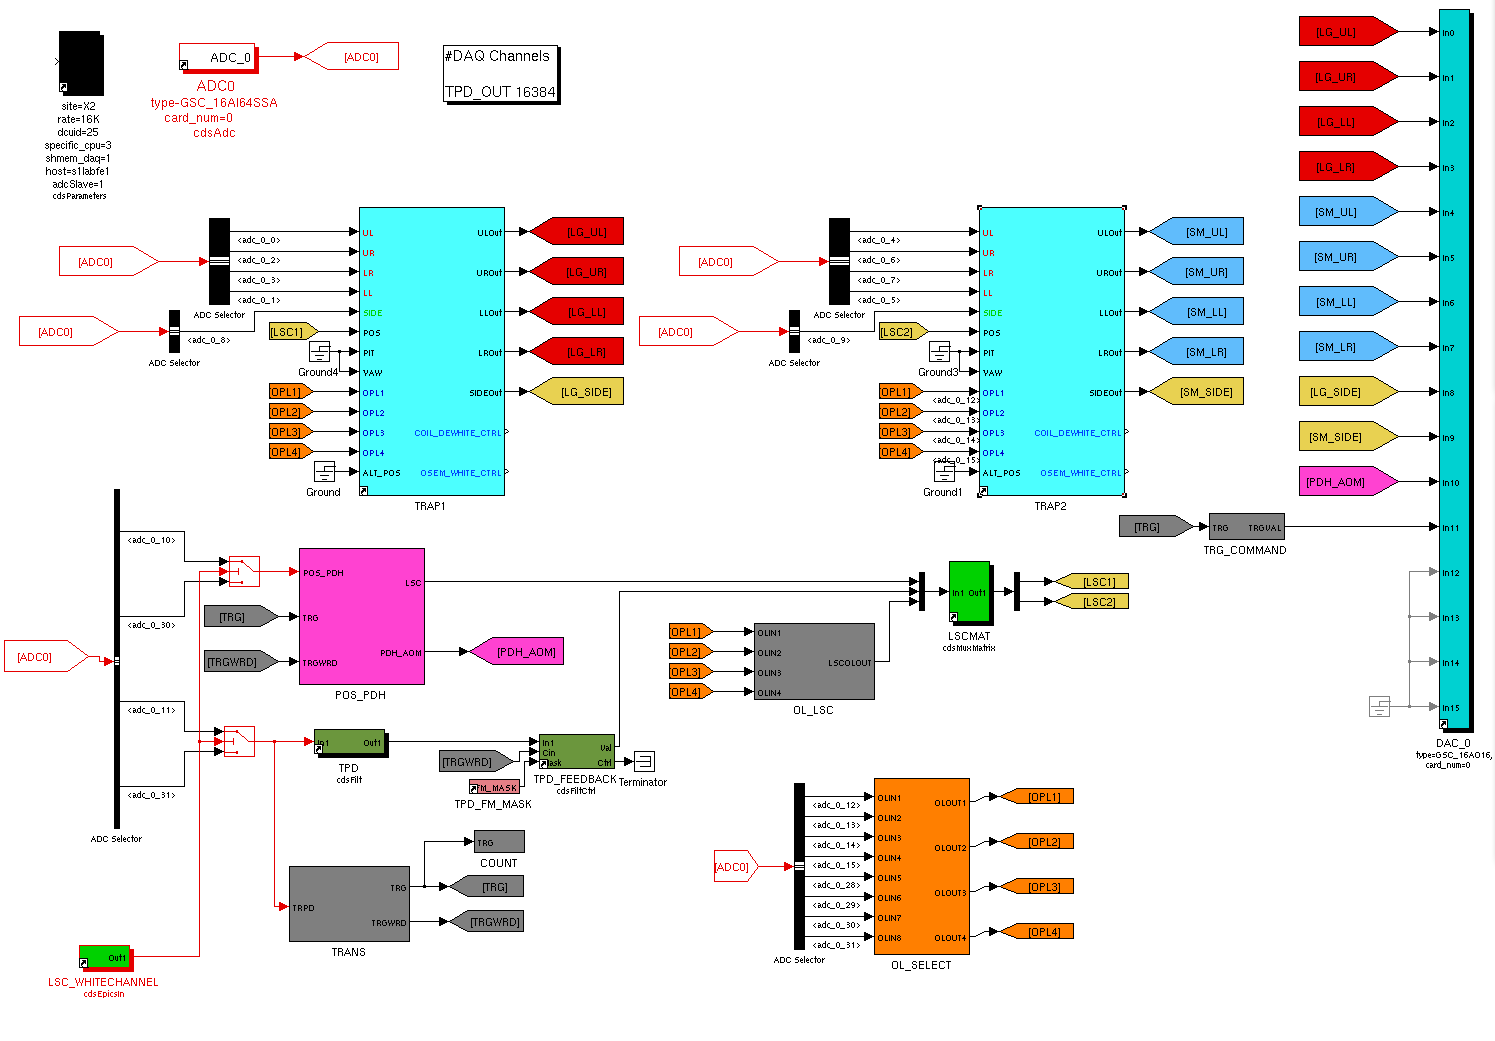 ADC_0
[ADC0]
ADC0
type-GSC_16AI64SSA
card_num=0
cdsAdc
#DAQ Channels
TPD_OUT 16384
site=X2
rate=16K
dcuid=25
specific_cpu=3
shmem_daq=1
host=s1labfe1
adcSlave=1
cdsParameters
[ADC0]
<adc_0_0>
<adc_0_2>
<adc_0_3>
<adc_0_1>
ADC Selector
[ADC0]
<adc_0_8>
ADC Selector
[LSC1]
Ground4
[OPL1]
[OPL2]
[OPL3]
[OPL4]
Ground
UL
UR
LR
LL
SIDE
POS
PIT
YAW
OPL1
OPL2
OPL3
OPL4
ALT_POS
ULOut
UROut
LLOut
LROut
SIDEOut
COIL_DEWHITE_CTRL
OSEM_WHITE_CTRL
TRAP1
[LG_UL]
[LG_UR]
[LG_LL]
[LG_LR]
[LG_SIDE]
[ADC0]
<adc_0_4>
<adc_0_6>
<adc_0_7>
<adc_0_5>
ADC Selector
[ADC0]
<adc_0_9>
ADC Selector
[LSC2]
Ground3
[OPL1]
<adc_0_12>
[OPL2]
<adc_0_13>
[OPL3]
<adc_0_14>
[OPL4]
<adc_0_15>
Ground1
UL
UR
LR
LL
SIDE
POS
PIT
YAW
OPL1
OPL2
OPL3
OPL4
ALT_POS
ULOut
UROut
LLOut
LROut
SIDEOut
COIL_DEWHITE_CTRL
OSEM_WHITE_CTRL
TRAP2
[SM_UL]
[SM_UR]
[SM_LL]
[SM_LR]
[SM_SIDE]
[LG_UL]
[LG_UR]
[LG_LL]
[LG_LR]
[SM_UL]
[SM_UR]
[SM_LL]
[SM_LR]
[LG_SIDE]
[SM_SIDE]
[PDH_AOM]
[TRG]
TRG TRGVAL
TRG_COMMAND
In0
In1
In2
In3
In4
In5
In6
In7
In8
In9
In10
In11
In12
In13
In14
In15
DAC_0
type=GSC_16AO16,
card_num=0
[ADC0]
<adc_0_10>
<adc_0_30>
<adc_0_11>
<adc_0_31>
ADC Selector
[TRG]
[TRGWRD]
POS_PDH
TRG
TRGWRD
LSC
PDH_AOM
POS_PDH
[PDH_AOM]
In1 Out1
TPD
cdsFilt
[TRGWRD]
FM_MASK
TPD_FM_MASK
In1
Cin
Mask
Val
Ctrl
TPD_FEEDBACK
cdsFiltCtrl
Terminator
[OPL1]
[OPL2]
[OPL3]
[OPL4]
OLIN1
OLIN2
OLIN3
OLIN4
LSCOLOUT
OL_LSC
In1 Out1
LSCMAT
cdsMuxMatrix
[LSC1]
[LSC2]
TRPD
TRG
TRGWRD
TRANS
TRG
COUNT
[TRG]
[TRGWRD]
Out1
LSC_WHITECHANNEL
cdsEpicsIn
[ADC0]
<adc_0_12>
<adc_0_13>
<adc_0_14>
<adc_0_15>
<adc_0_28>
<adc_0_29>
<adc_0_30>
<adc_0_31>
ADC Selector
OLIN1
OLIN2
OLIN3
OLIN4
OLIN5
OLIN6
OLIN7
OLIN8
OLOUT1
OLOUT2
OLOUT3
OLOUT4
OL_SELECT
[OPL1]
[OPL2]
[OPL3]
[OPL4]